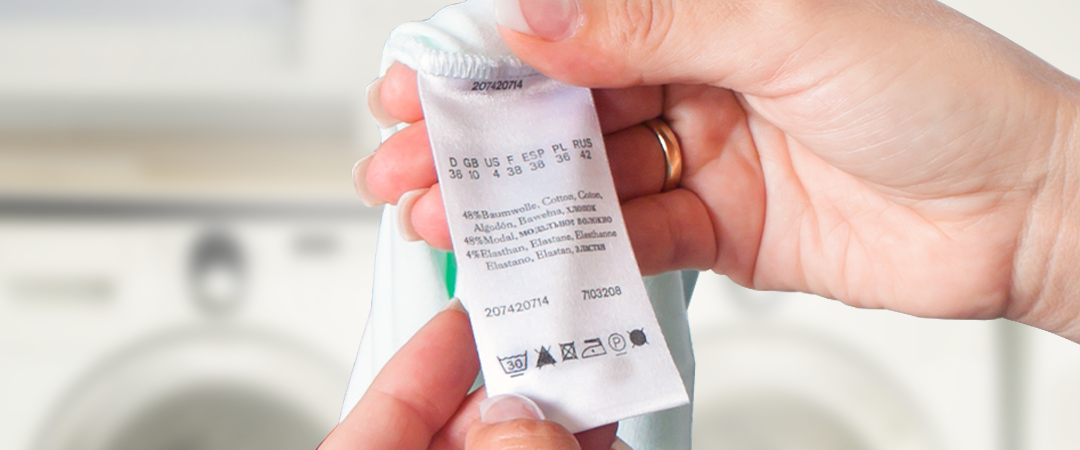 207420714
D GB US F ESP PL RUS
36 10 4 38 38 36 42
48%Baumwolle, Cotton, Coton,
Algodón, Bawełna, хлопок
48%Modal, модальное волокно
4%Elasthan, Elastane, Elasthanne
Elastano, Elastan, эластан
207420714 7103208
30 P